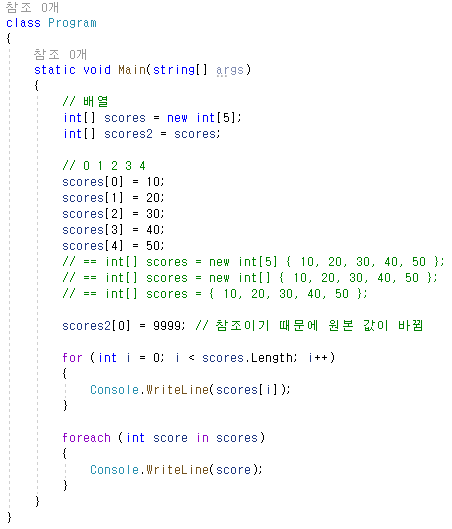 참조 0개
class Program
{
참조 0개
static void Main(string[] args)
{
// 배열
int[] scores = new int[5];
int[] scores2 = scores;
// 0 1 2 3 4
scores[0] = 10;
scores[1] = 20;
scores[2] = 30;
scores[3] = 40;
scores[4] = 50;
// == int[] scores = new int[5] { 10, 20, 30, 40, 50 };
// == int[] scores = new int[] { 10, 20, 30, 40, 50 };
// == int[] scores = { 10, 20, 30, 40, 50 };
scores2[0] = 9999; // 참조이기 때문에 원본 값이 바뀜
for (int i = 0; i < scores.Length; i++)
{
Console.WriteLine(scores[i]);
}
foreach (int score in scores)
{
Console.WriteLine(score);
}
}
}